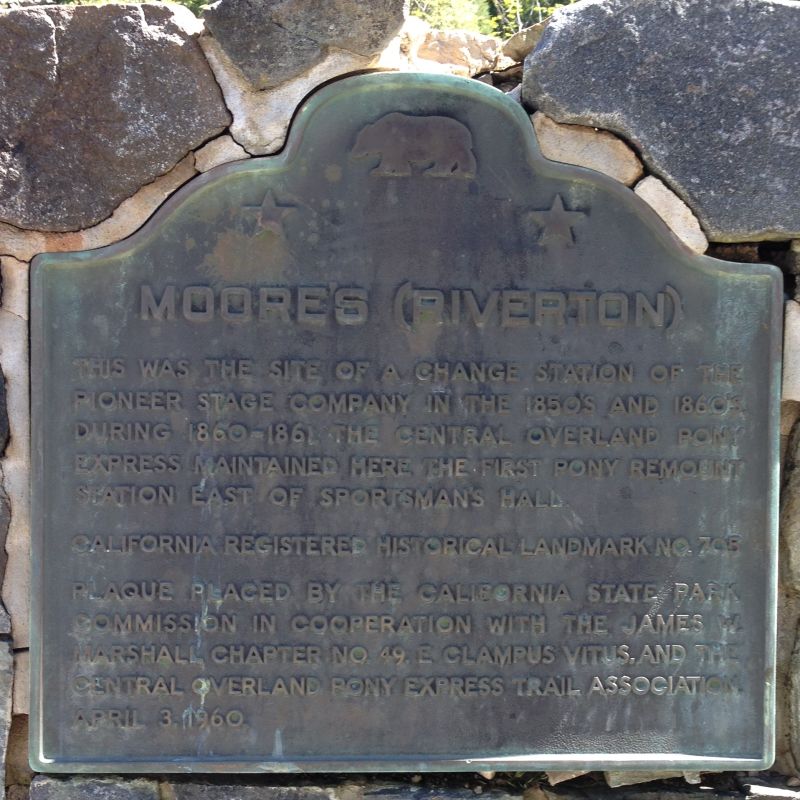 MOORE'S (RIVERTON)
THIS WAS THE SITE OF A CHANGE STATION OF THE
PIONEER STAGE COMPANY IN THE 1850'S AND 1860'S.
DURING 1860-1861, THE CENTRAL OVERLAND PONY
EXPRESS MAINTAINED HERE THE FIRST PONY REMOUNT
STATION EAST OF SPORTSMAN'S HALL.
CALIFORNIA REGISTERED HISTORICAL LANDMARK NO. 705
PLAQUE PLACED BY THE CALIFORNIA STATE PARK
COMMISSION IN COOPERATION WITH THE JAMES W.
MARSHALL CHAPTER NO. 49, E CLAMPUS VITUS, AND THE
CENTRAL OVERLAND PONY EXPRESS TRAIL ASSOCIATION.
APRIL 3, 1960.